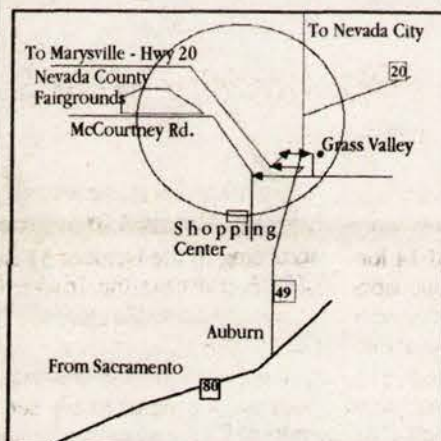 To Nevada City
To Marysville - Hwy 20
20
Nevada County
Fairgrounds
McCourtney Rd.
Grass Valley
Shopping
Center
49
Auburn
From Sacramento
80